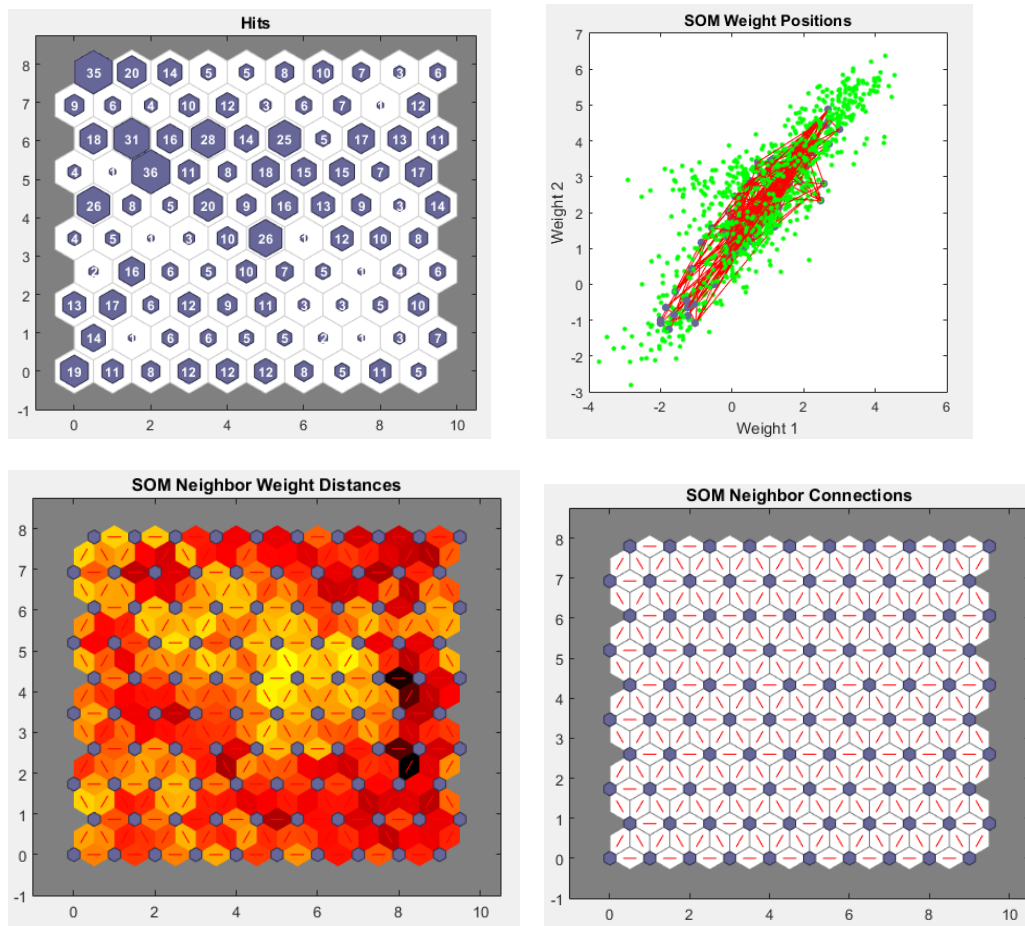 Hits
8
35 20 14 5 5 8 10 7 3 6
7
9 6 4 10 12 3 6 7 1 12
6
18 31 16 28 14 25 5 17 13 11
5
4 1 36 11 8 18 15 15 7 17
4
26 8 5 20 9 16 13 9 3 14
3
4 5 1 3 10 26 1 12 10 8
2
2 16 6 5 10 7 5 1 4 6
13 17 6 12 9 11 3 3 5 10
1
14 1 6 6 5 5 2 1 3 7
0
19 11 8 12 12 12 8 5 11 5
-1
0 2 4 6 8 10
SOM Weight Positions
7
6
5
4
3
2
1
0
-1
-2
-3
Weight 2
-4 -2 0 2 4 6
Weight 1
SOM Neighbor Weight Distances
8
7
6
5
4
3
2
1
0
-1
0 2 4 6 8 10
SOM Neighbor Connections
8
7
6
5
4
3
2
1
0
-1
0 2 4 6 8 10